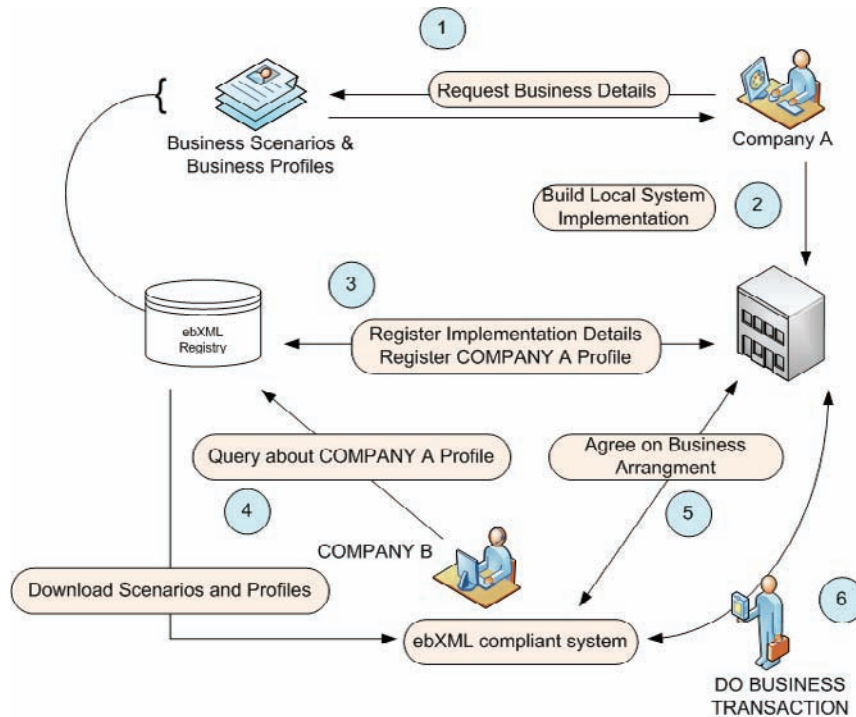 1
Request Business Details
Business Scenarios &
Business Profiles
Company A
Build Local System
Implementation
2
3
ebXML
Registry
Register Implementation Details
Register COMPANY A Profile
Query about COMPANY A Profile
Agree on Business
Arrangment
4
5
COMPANY B
Download Scenarios and Profiles
6
ebXML compliant system
DO BUSINESS
TRANSACTION